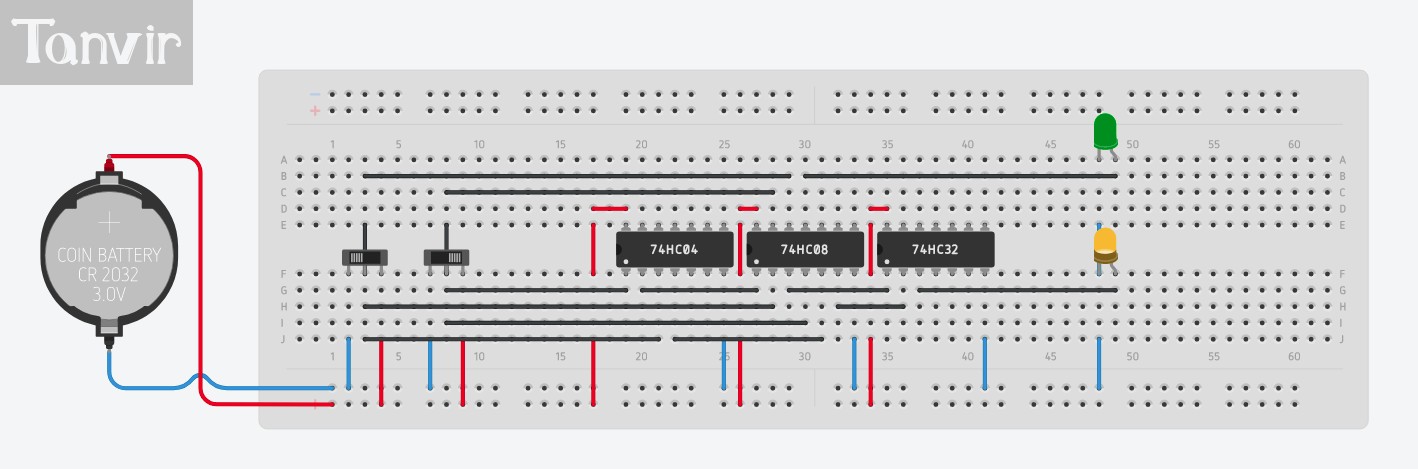 Tanvir
− 
+
1 5 10 15 20 25 30 35 40 45 50 55 60
A A
B B
C C
D D
E E
COIN BATTERY
CR 2032
3.0V
74HC04 74HC08 74HC32
F F
G G
H H
I I
J J
1 5 10 15 20 25 30 35 40 45 50 55 60